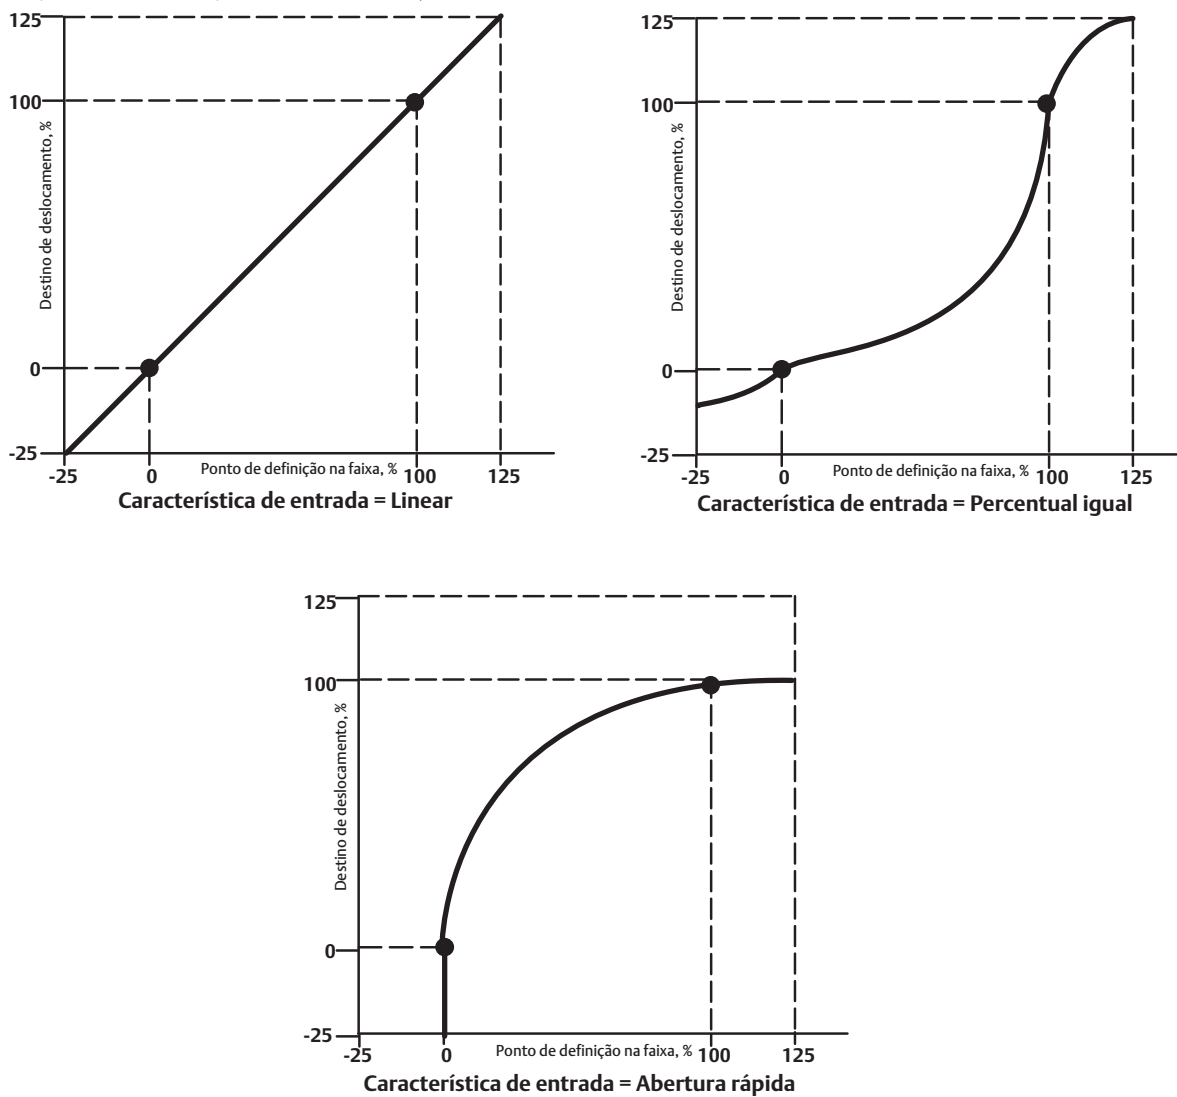 125
100
Destino de deslocamento, %
0
-25
-25
0
Ponto de definição na faixa, %
100
125
Característica de entrada = Linear
125
100
Destino de deslocamento, %
0
-25
-25
0
Ponto de definição na faixa, %
100
125
Característica de entrada = Percentual igual
125
100
Destino de deslocamento, %
0
-25
-25
0
Ponto de definição na faixa, %
100
125
Característica de entrada = Abertura rápida